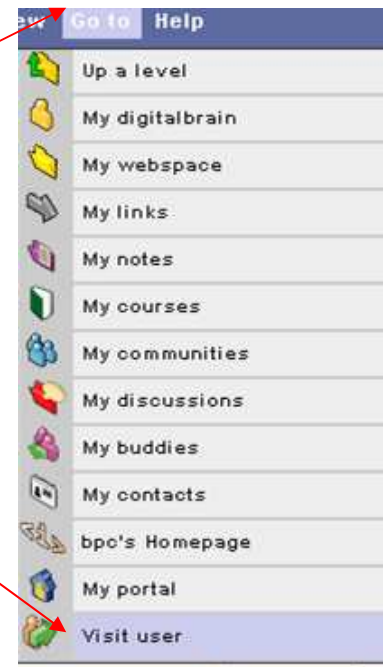 ew Go to Help
Up a level
My digitalbrain
My webspace
My links
My notes
My courses
My communities
My discussions
My buddies
My contacts
bpc's Homepage
My portal
Visit user